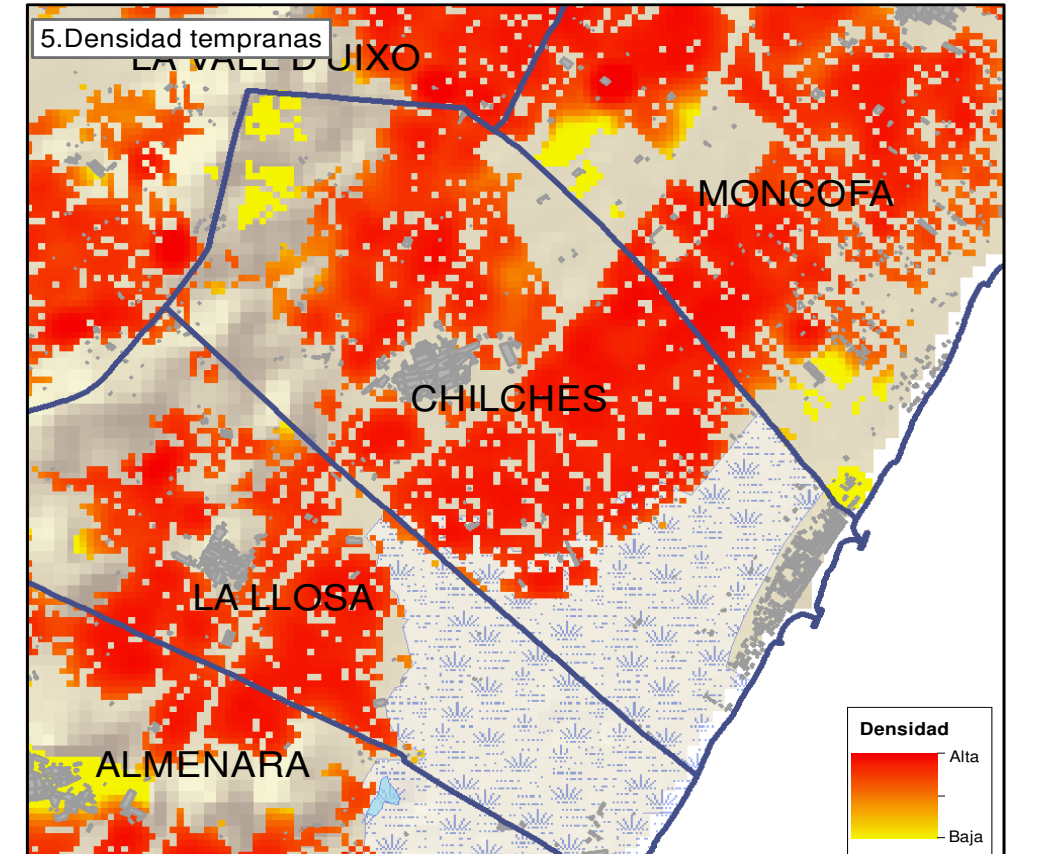 5.Densidad tempranas
LA VALL D'UIXO
MONCOFA
CHILCHES
LA LLOSA
ALMENARA
Densidad
Alta
Baja